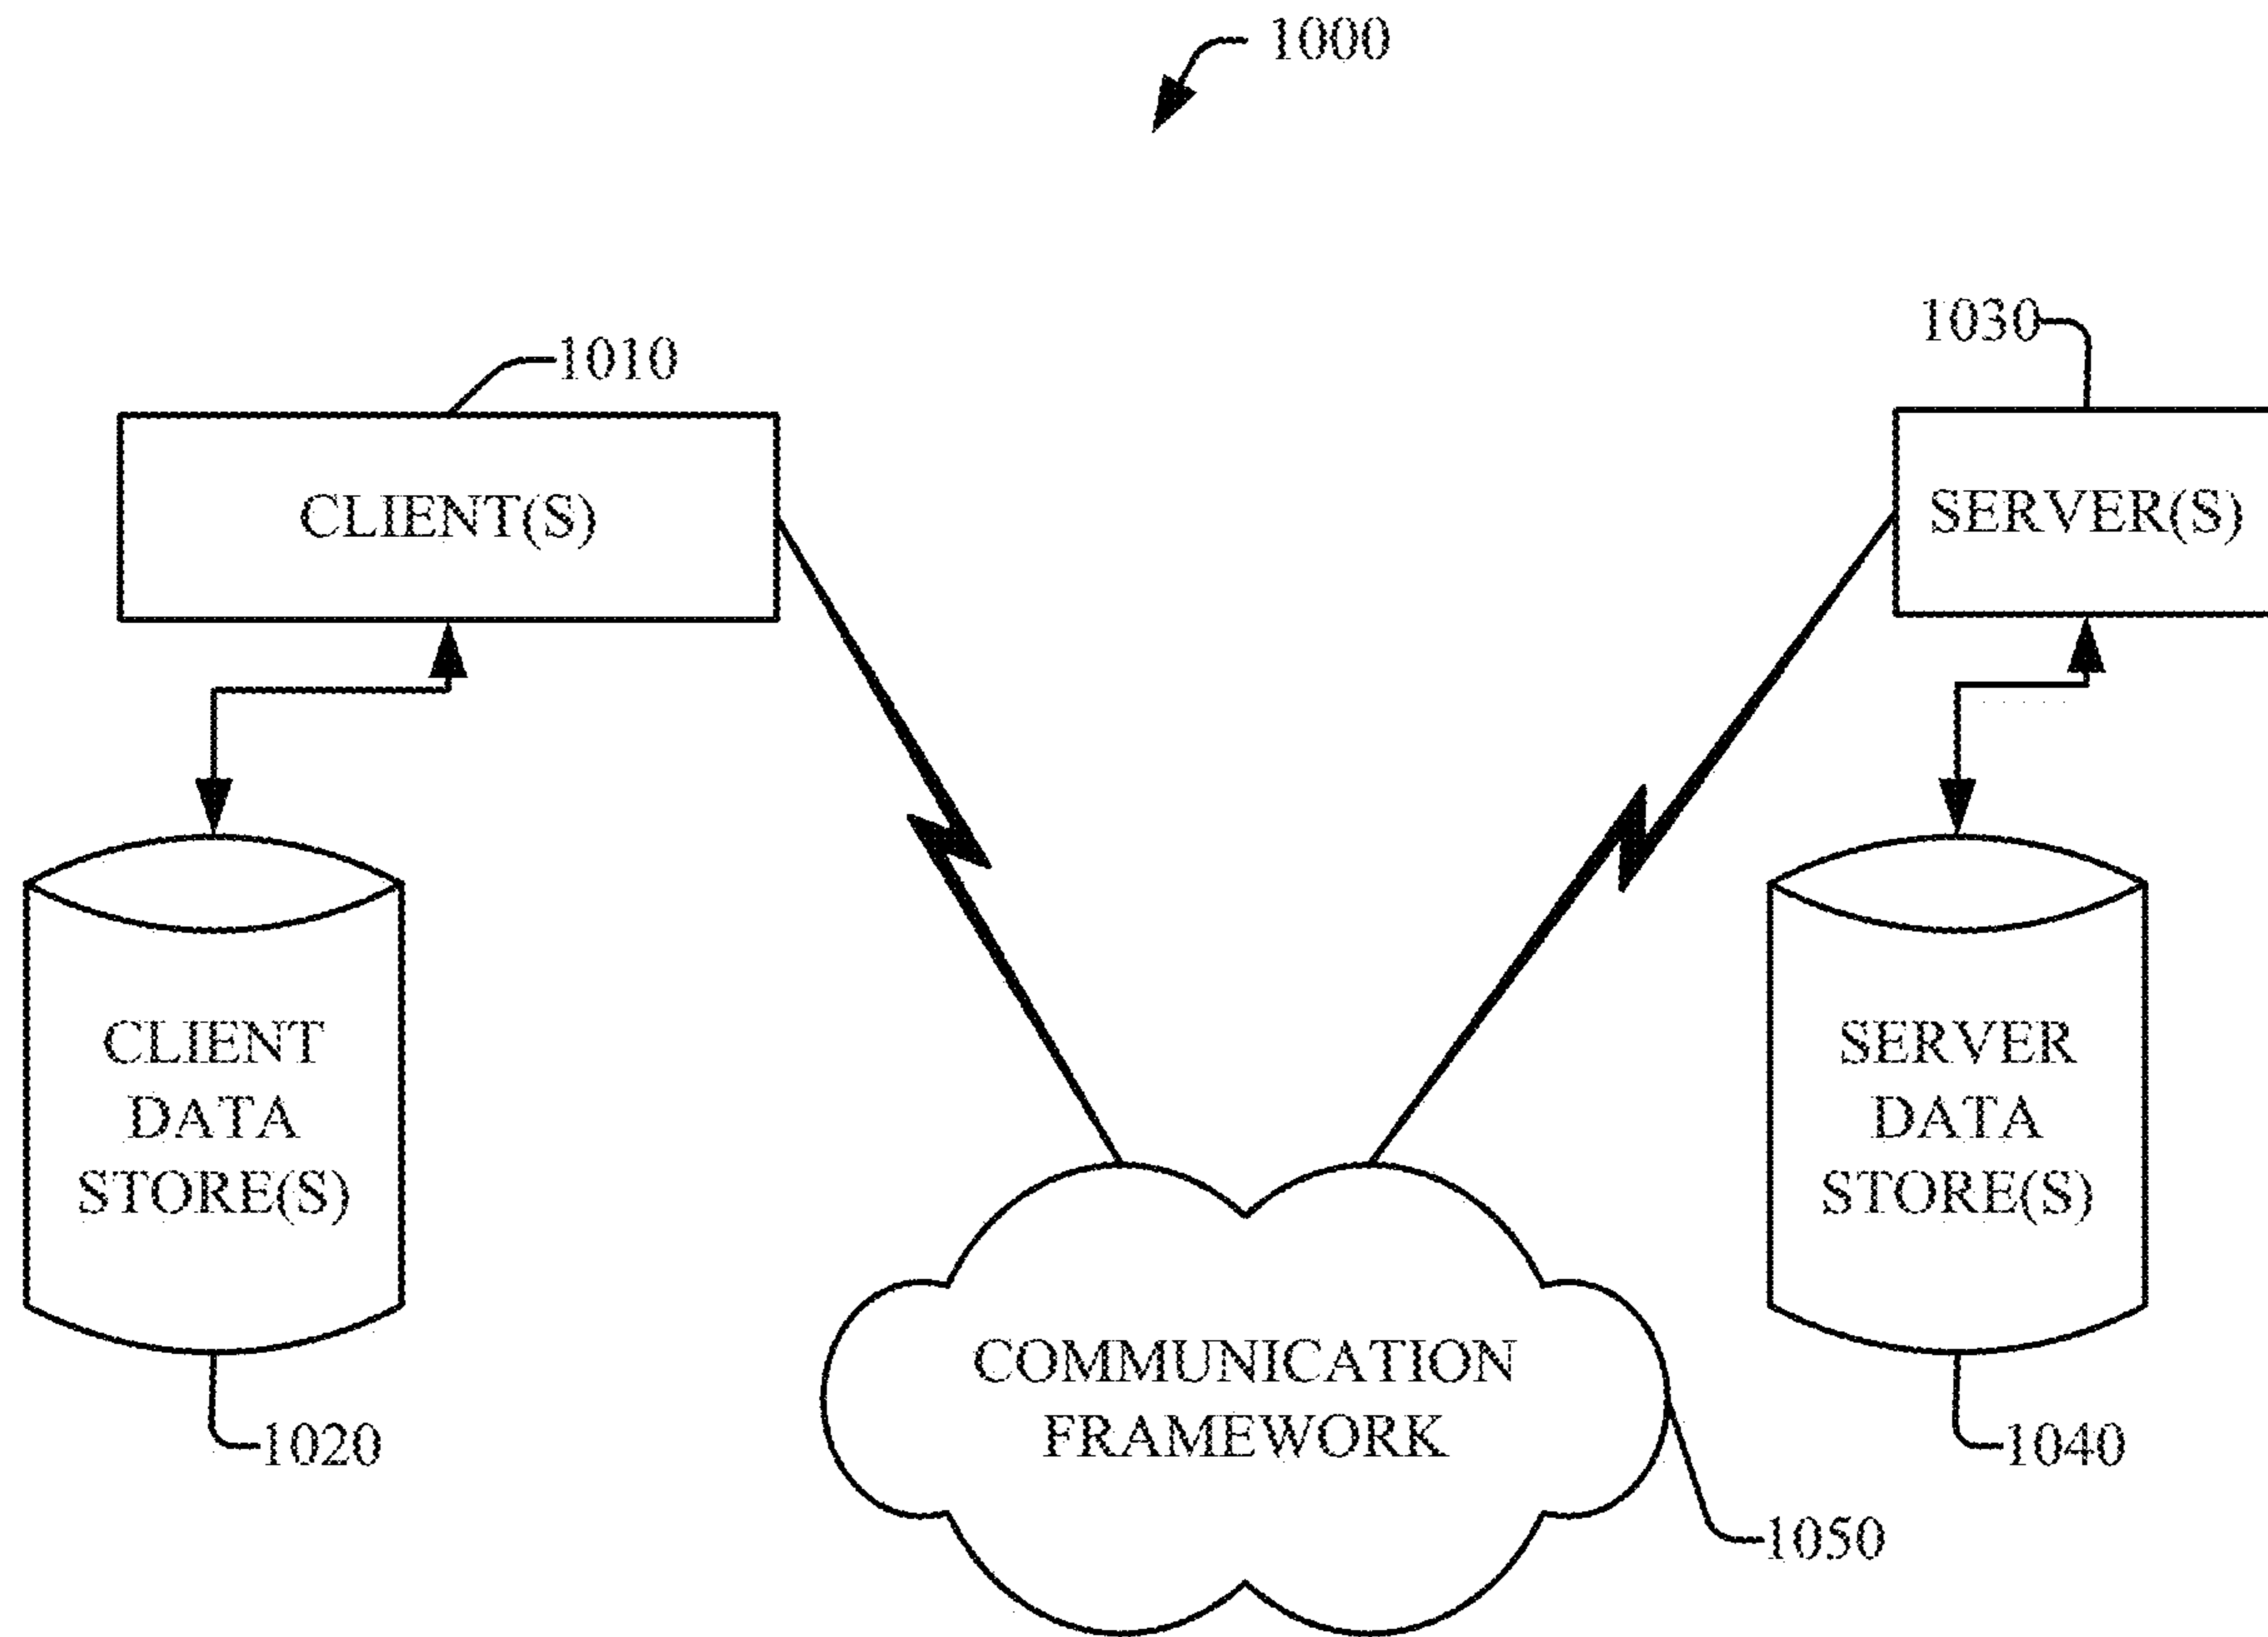 1000
1010
1030
CLIENT(S)
SERVER(S)
CLIENT
DATA
STORE(S)
SERVER
DATA
STORE(S)
COMMUNICATION
FRAMEWORK
1020
1040
1050